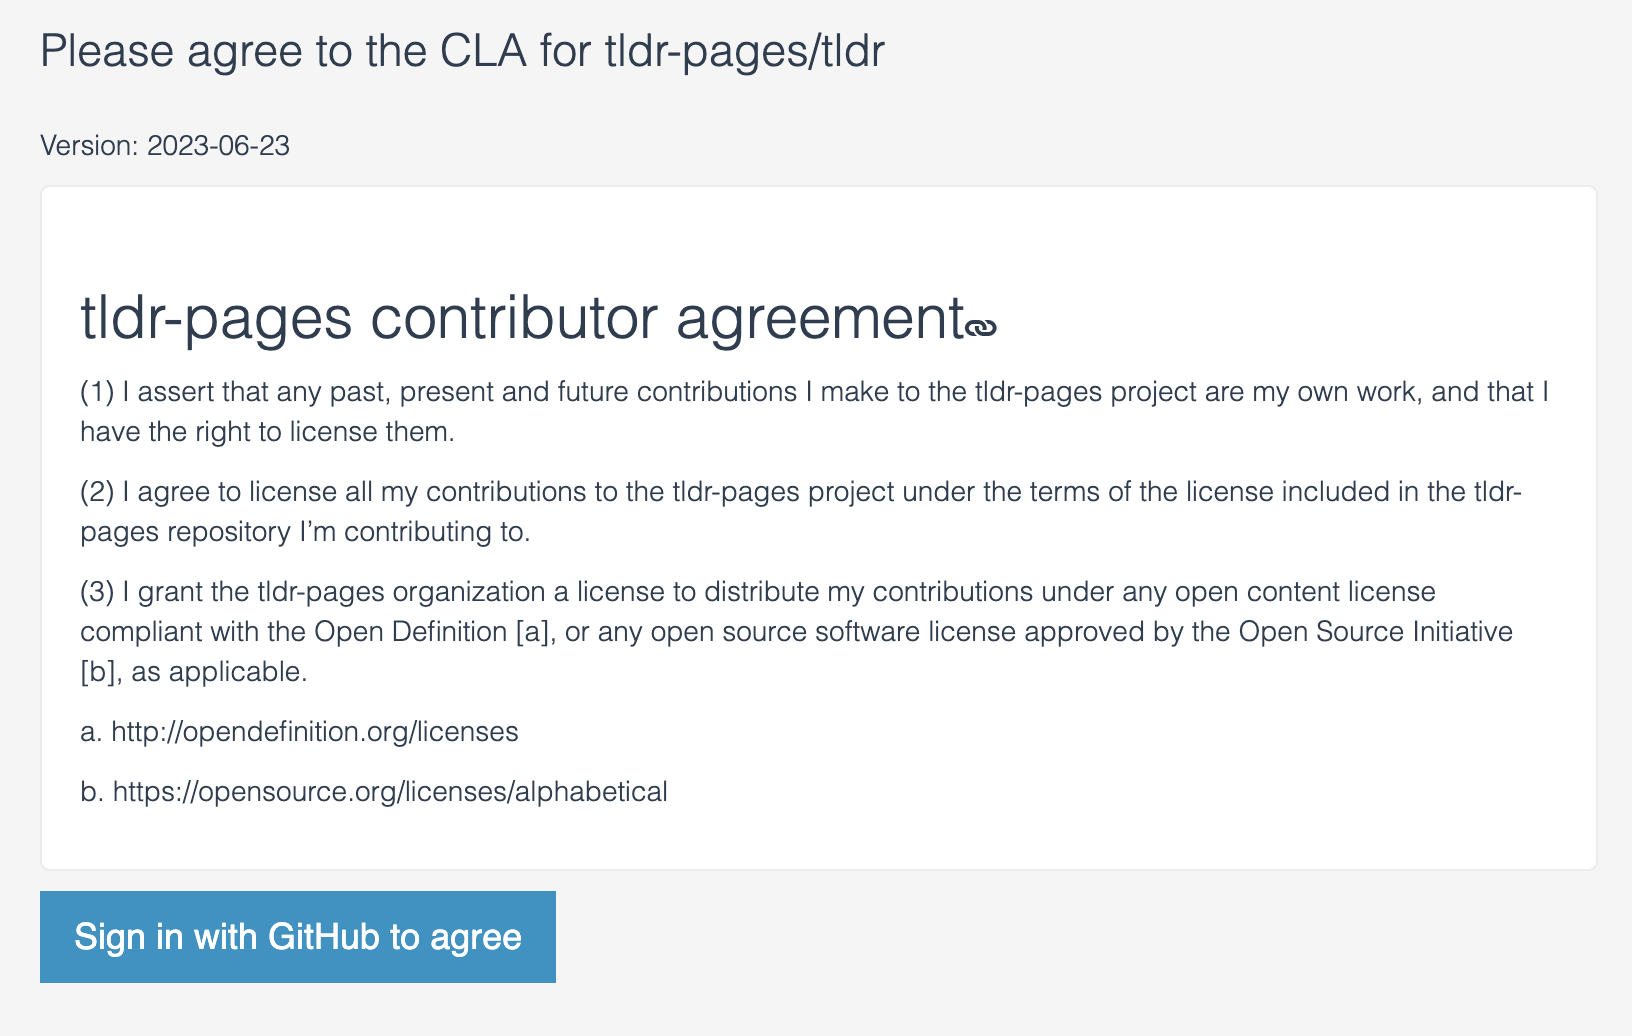 Please agree to the CLA for tldr-pages/tldr
Version: 2023-06-23
tldr-pages contributor agreement
(1) I assert that any past, present and future contributions I make to the tldr-pages project are my own work, and that I
have the right to license them.
(2) I agree to license all my contributions to the tldr-pages project under the terms of the license included in the tldr-
pages repository I’m contributing to.
(3) I grant the tldr-pages organization a license to distribute my contributions under any open content license
compliant with the Open Definition [a], or any open source software license approved by the Open Source Initiative
[b], as applicable.
a. http://opendefinition.org/licenses
b. https://opensource.org/licenses/alphabetical
Sign in with GitHub to agree